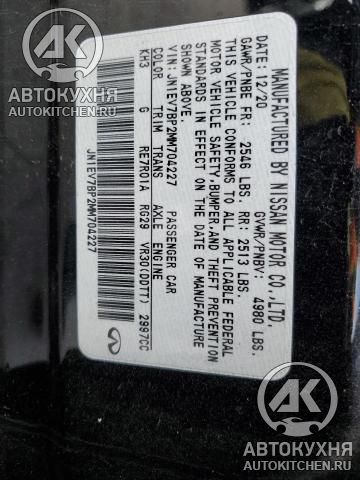 MANUFACTURED BY NISSAN MOTOR CO.,LTD.
12/20 GVWR/PNBV: 4980 LBS.
GAWR/PNBE FR: 2546 LBS. RR: 2513 LBS.
THIS VEHICLE CONFORMS TO ALL APPLICABLE FEDERAL
MOTOR VEHICLE SAFETY,BUMPER,AND THEFT PREVENTION
STANDARDS IN EFFECT ON THE DATE OF MANUFACTURE
SHOWN ABOVE.
VIN: JN1EV7BP2MM704227 PASSENGER CAR
COLOR TRIM TRANS AXLE ENGINE
KH3 G RE7R01A RG29 VR30(DDTT) 2997CC
JN1EV7BP2MM704227
INFINITI
АК
АВТОКУХНЯ
AUTOKITCHEN.RU
АК
АВТОКУХНЯ
AUTOKITCHEN.RU